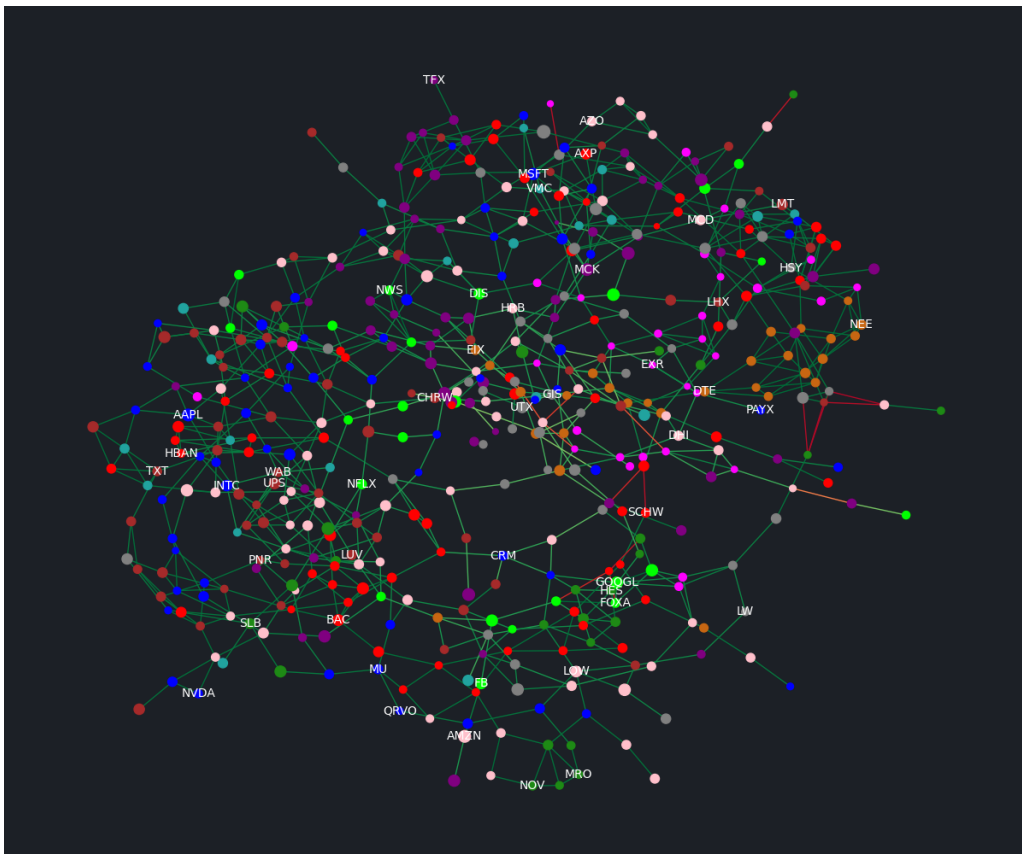 TFX
AZO
AXP
MSFT
VMC
LMT
MCD
MCK
HSY
NWS
DIS
LHX
HRB
NEE
EIX
EXR
DTE
CHRW
GIS
UTX
PAYX
AAPL
DHI
HBAN
TXT
WAB
UPS
INTC
NFLX
SCHW
PNR
LUV
CRM
GOOGL
HES
FOXA
LW
SLB
BAC
MU
LOW
FB
NVDA
QRVO
AMZN
MRO
NOV